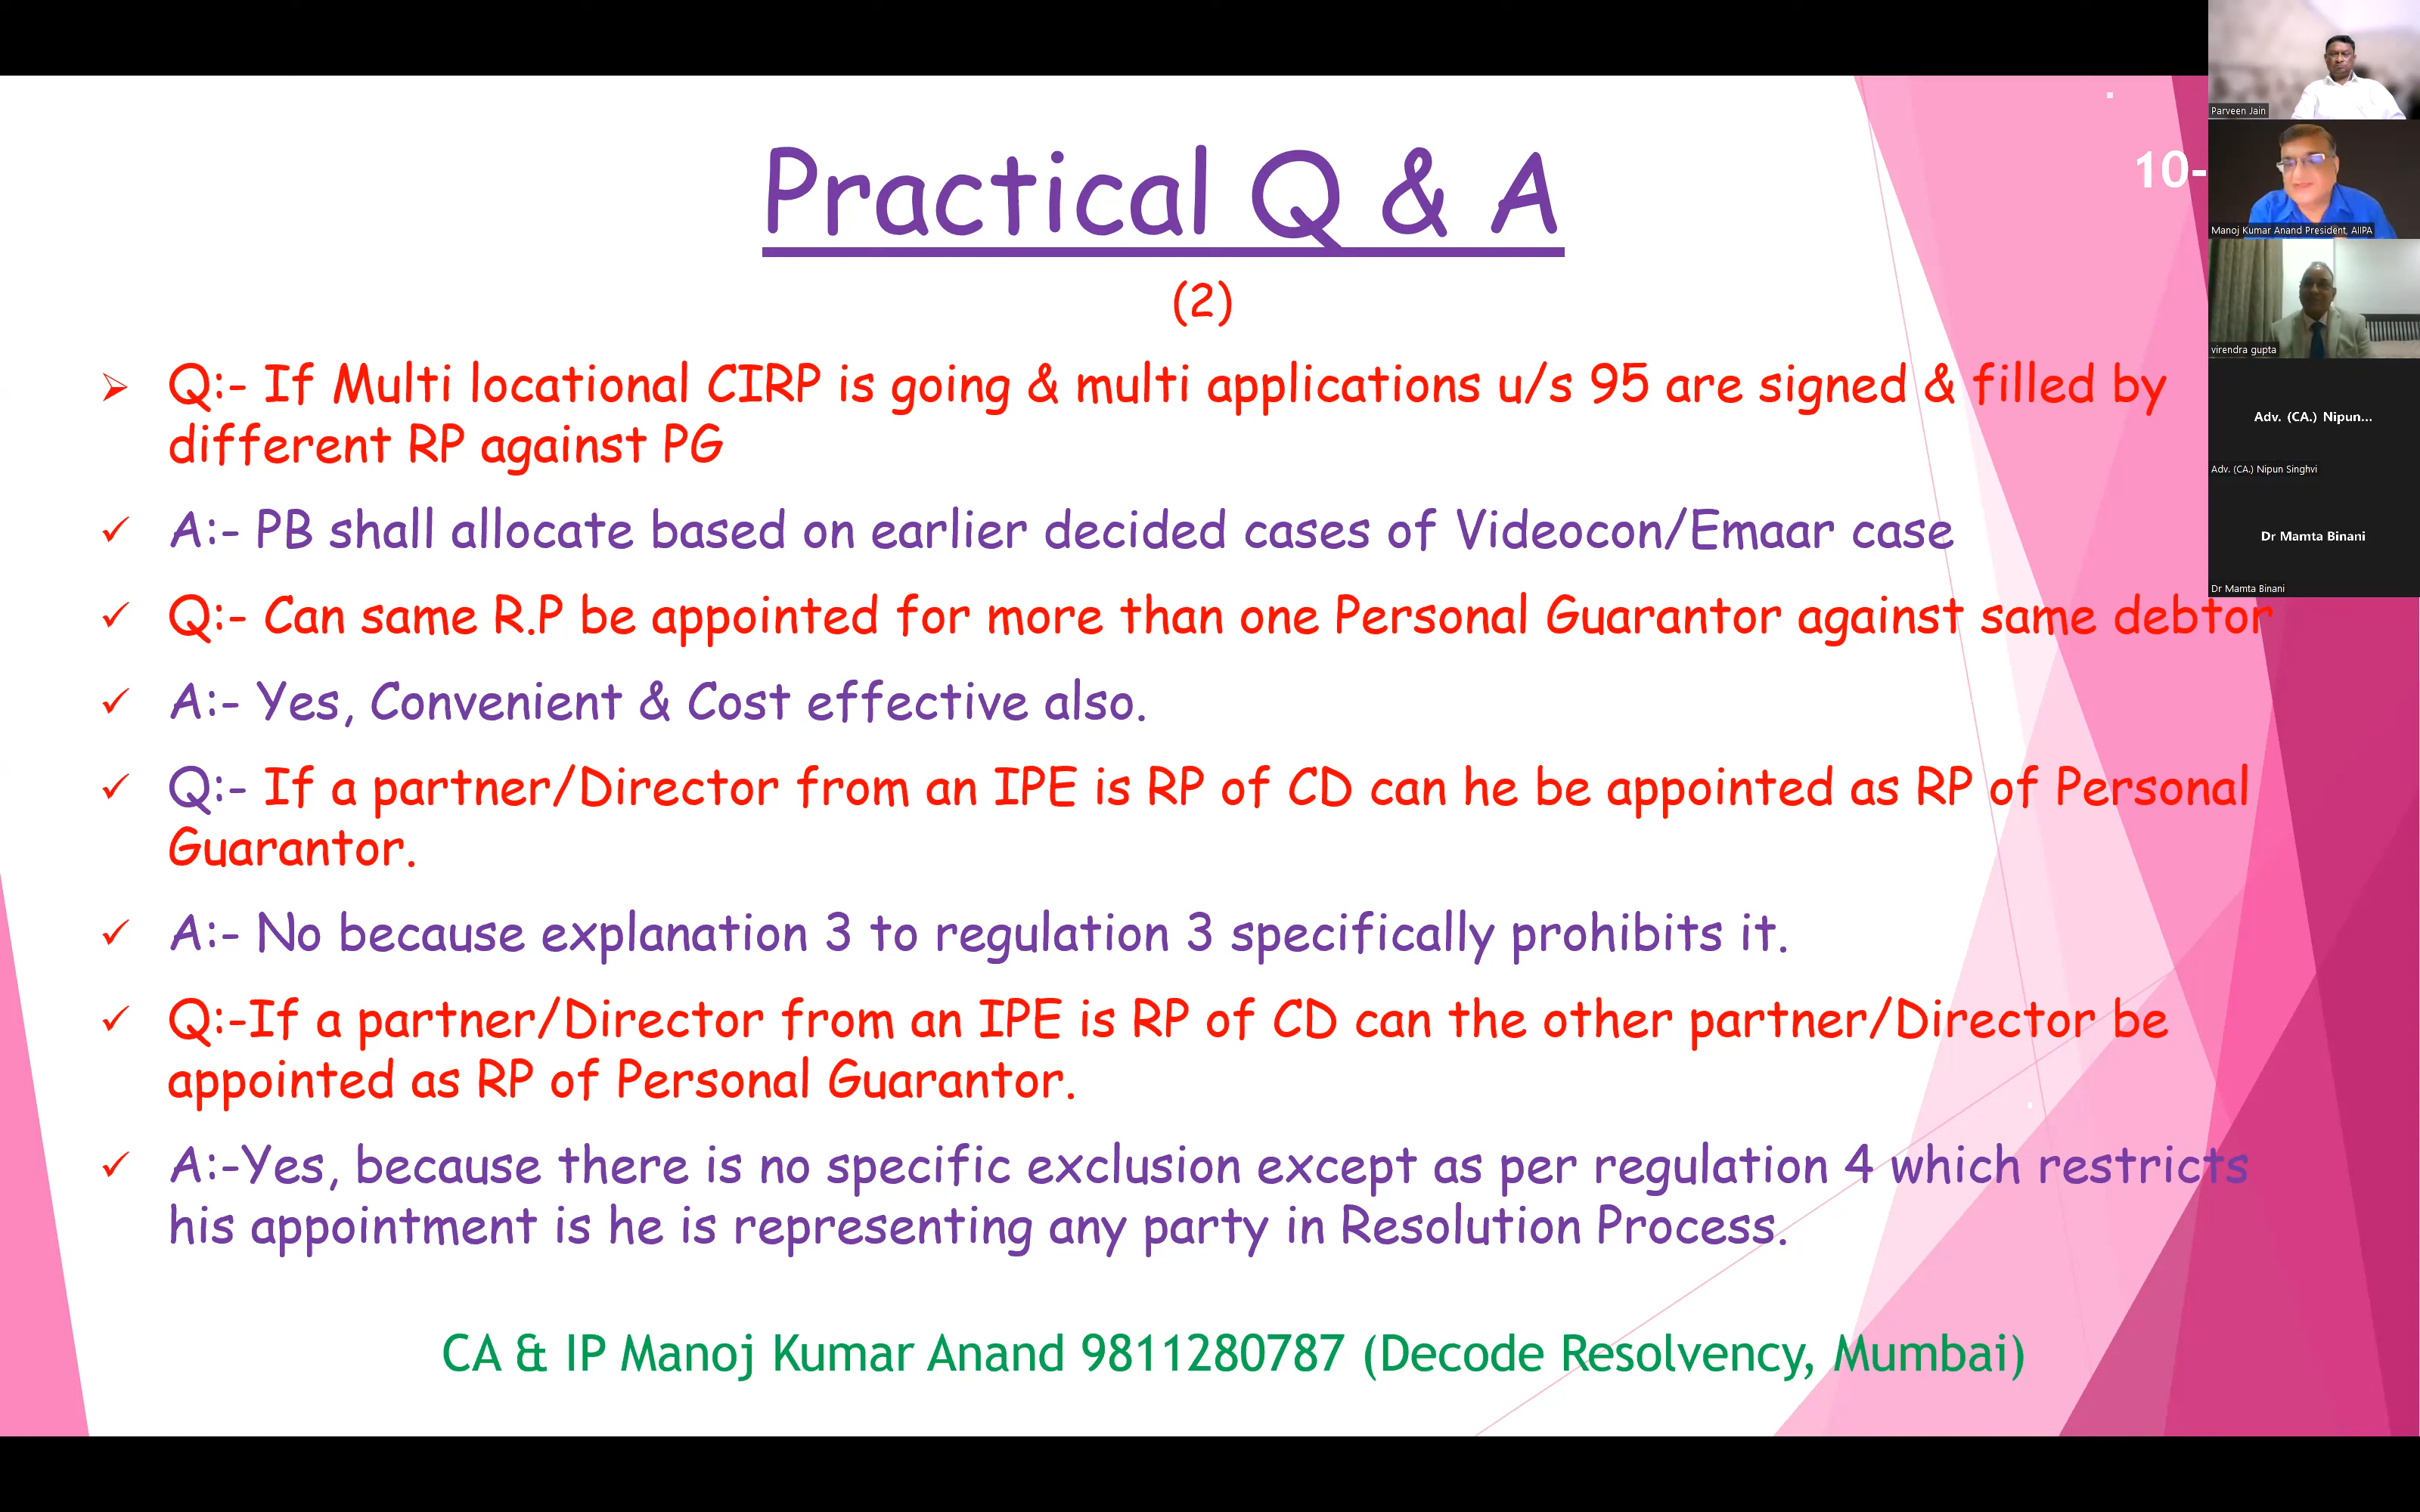 Practical Q & A
(2)
Q:- If Multi locational CIRP is going & multi applications u/s 95 are signed & filled by
different RP against PG
A:- PB shall allocate based on earlier decided cases of Videocon/Emaar case
Q:- Can same R.P be appointed for more than one Personal Guarantor against same debtor
A:- Yes, Convenient & Cost effective also.
Q:- If a partner/Director from an IPE is RP of CD can he be appointed as RP of Personal
Guarantor.
A:- No because explanation 3 to regulation 3 specifically prohibits it.
Q:-If a partner/Director from an IPE is RP of CD can the other partner/Director be
appointed as RP of Personal Guarantor.
A:-Yes, because there is no specific exclusion except as per regulation 4 which restricts
his appointment is he is representing any party in Resolution Process.
CA & IP Manoj Kumar Anand 9811280787 (Decode Resolvency, Mumbai)
10-
Parveen Jain
Manoj Kumar Anand President, AIIPA
virendra gupta
Adv. (CA.) Nipun...
Adv. (CA.) Nipun Singhvi
Dr Mamta Binani
Dr Mamta Binani